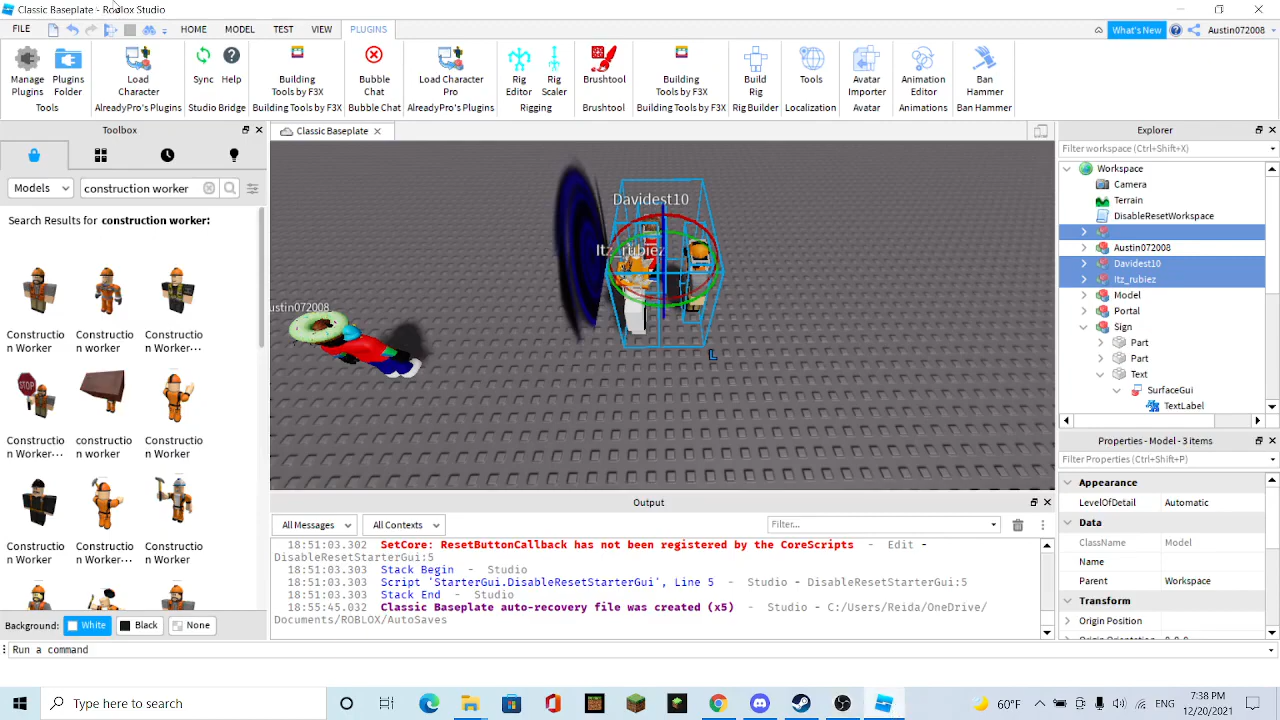 Classic Baseplate - Roblox Studio
FILE HOME MODEL TEST VIEW PLUGINS What's New Austin072008
Manage Plugins Plugins Folder Load Character Sync Help Building Tools by F3X Bubble Chat Load Character Pro Rig Editor Rig Scaler Brushtool Building Tools by F3X Build Rig Tools Avatar Importer Animation Editor Ban Hammer
Tools AlreadyPro's Plugins Studio Bridge Building Tools by F3X Bubble Chat AlreadyPro's Plugins Rigging Brushtool Building Tools by F3X Rig Builder Localization Avatar Animations Ban Hammer
Toolbox
Models construction worker
Search Results for construction worker:
Constructio n Worker Constructio n Worker Constructio n Worker...
STOP
Constructio n Worker... constructio n worker Constructio n Worker
Constructio n Worker Constructio n Worker Constructio n Worker
Background: White Black None
Run a command
Classic Baseplate
Davidest10
Itz_rubiez
ustin072008
L
Output
All Messages All Contexts Filter...
18:51:03.302 SetCore: ResetButtonCallback has not been registered by the CoreScripts - Edit -
DisableResetStarterGui:5
18:51:03.303 Stack Begin - Studio
18:51:03.303 Script 'StarterGui.DisableResetStarterGui', Line 5 - Studio - DisableResetStarterGui:5
18:51:03.303 Stack End - Studio
18:55:45.032 Classic Baseplate auto-recovery file was created (x5) - Studio - C:/Users/Reida/OneDrive/
Documents/ROBLOX/AutoSaves
Explorer
Filter workspace (Ctrl+Shift+X)
Workspace
Camera
Terrain
DisableResetWorkspace
Austin072008
Davidest10
Itz_rubiez
Model
Portal
Sign
Part
Part
Text
SurfaceGui
TextLabel
Properties - Model - 3 items
Filter Properties (Ctrl+Shift+P)
Appearance
LevelOfDetail Automatic
Data
ClassName Model
Name
Parent Workspace
Transform
Origin Position
Type here to search
60°F
7:38 PM
12/20/2021